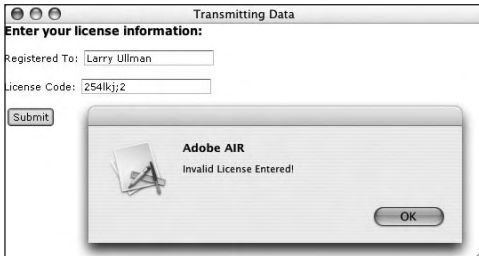 Transmitting Data
Enter your license information:
Registered To: Larry Ullman
License Code: 254lkj;2
Submit
Adobe AIR
Invalid License Entered!
OK